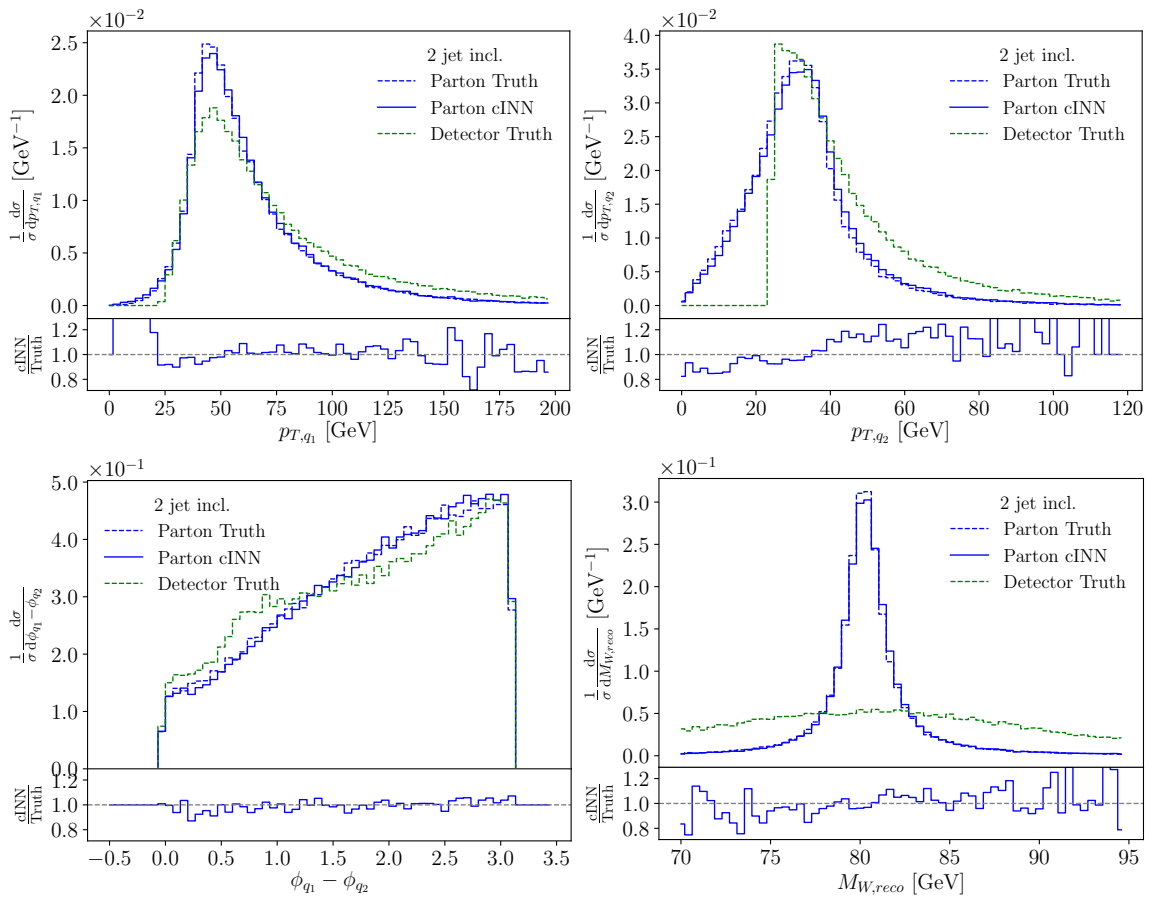 ×10⁻²
2 jet incl.
Parton Truth
Parton cINN
Detector Truth
2.5
2.0
1.5
1.0
0.5
0.0
1/σ dσ/dp_{T,q₁} [GeV⁻¹]
1.2
1.0
0.8
cINN/Truth
0 25 50 75 100 125 150 175 200
p_{T,q₁} [GeV]
×10⁻²
2 jet incl.
Parton Truth
Parton cINN
Detector Truth
4.0
3.5
3.0
2.5
2.0
1.5
1.0
0.5
0.0
1/σ dσ/dp_{T,q₂} [GeV⁻¹]
1.2
1.0
0.8
cINN/Truth
0 20 40 60 80 100 120
p_{T,q₂} [GeV]
×10⁻¹
2 jet incl.
Parton Truth
Parton cINN
Detector Truth
5.0
4.0
3.0
2.0
1.0
0.0
1/σ dσ/dϕ_{q₁}−ϕ_{q₂}
1.2
1.0
0.8
cINN/Truth
−0.5 0.0 0.5 1.0 1.5 2.0 2.5 3.0 3.5
ϕ_{q₁} − ϕ_{q₂}
×10⁻¹
2 jet incl.
Parton Truth
Parton cINN
Detector Truth
3.0
2.5
2.0
1.5
1.0
0.5
0.0
1/σ dσ/dM_{W,reco} [GeV⁻¹]
1.2
1.0
0.8
cINN/Truth
70 75 80 85 90 95
M_{W,reco} [GeV]